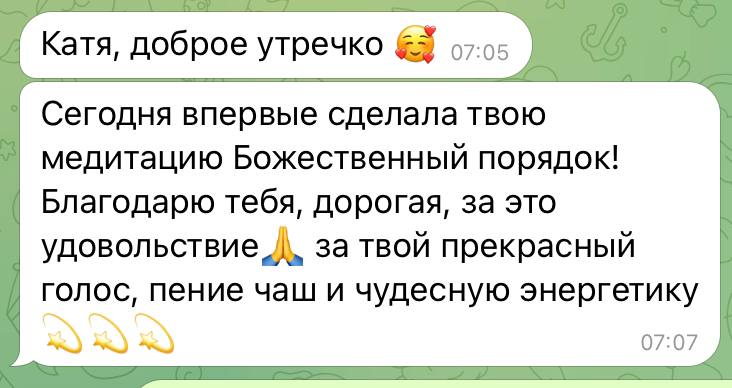 Катя, доброе утречко 🥰 07:05
Сегодня впервые сделала твою
медитацию Божественный порядок!
Благодарю тебя, дорогая, за это
удовольствие🙏 за твой прекрасный
голос, пение чаш и чудесную энергетику
💫💫💫 07:07